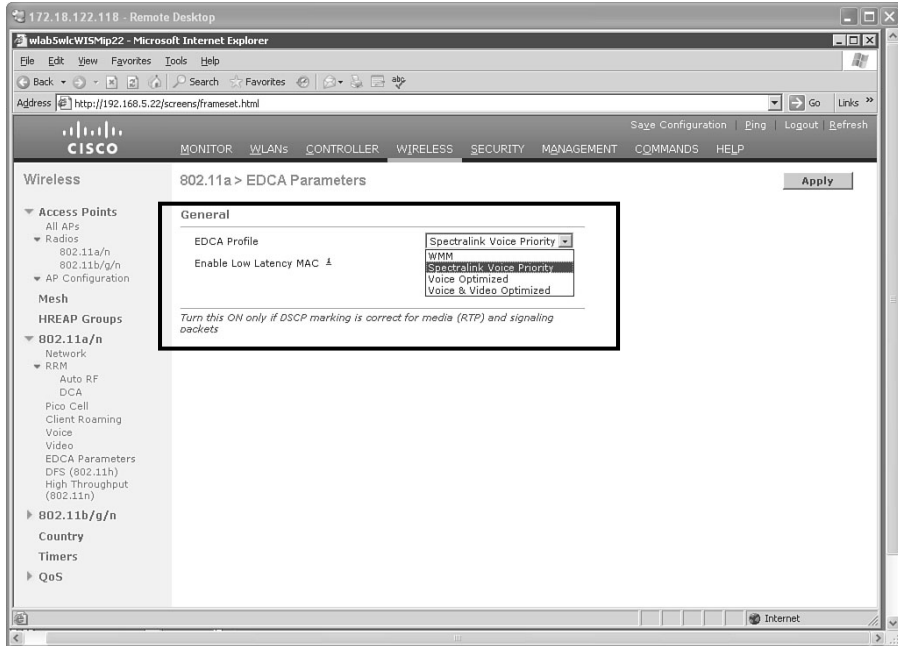 172.18.122.118 - Remote Desktop
wlab5wlcWISMip22 - Microsoft Internet Explorer
File Edit View Favorites Tools Help
Back Search Favorites
Address http://192.168.5.22/screens/frameset.html Go Links »
Save Configuration | Ping | Logout | Refresh
CISCO
MONITOR WLANs CONTROLLER WIRELESS SECURITY MANAGEMENT COMMANDS HELP
Wireless
Access Points
All APs
Radios
802.11a/n
802.11b/g/n
AP Configuration
Mesh
HREAP Groups
802.11a/n
Network
RRM
Auto RF
DCA
Pico Cell
Client Roaming
Voice
Video
EDCA Parameters
DFS (802.11h)
High Throughput
(802.11n)
802.11b/g/n
Country
Timers
QoS
802.11a > EDCA Parameters
Apply
General
EDCA Profile Spectralink Voice Priority
WMM
Spectralink Voice Priority
Voice Optimized
Voice & Video Optimized
Enable Low Latency MAC 1
Turn this ON only if DSCP marking is correct for media (RTP) and signaling
packets
Internet